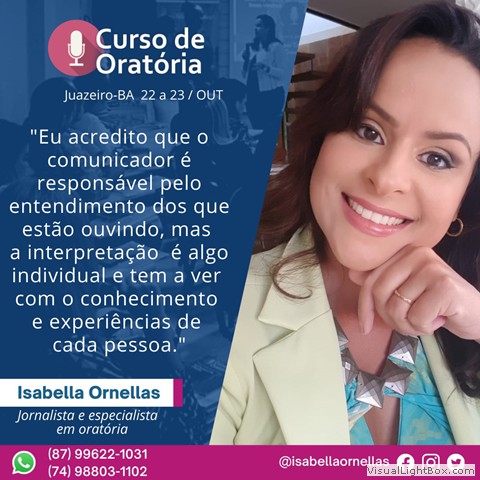 Curso de
Oratória
Juazeiro-BA 22 a 23 / OUT
"Eu acredito que o
comunicador é
responsável pelo
entendimento dos que
estão ouvindo, mas
a interpretação é algo
individual e tem a ver
com o conhecimento
e experiências de
cada pessoa."
Isabella Ornellas
Jornalista e especialista
em oratória
(87) 99622-1031
(74) 98803-1102
@isabellaornellas
VisualLightBox.com